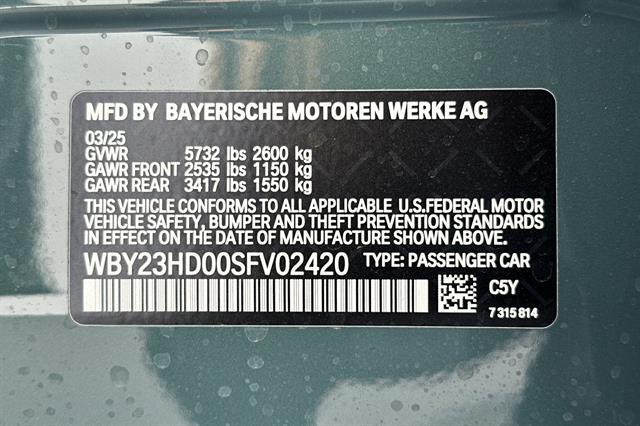 MFD BY BAYERISCHE MOTOREN WERKE AG
03/25
GVWR 5732 lbs 2600 kg
GAWR FRONT 2535 lbs 1150 kg
GAWR REAR 3417 lbs 1550 kg
THIS VEHICLE CONFORMS TO ALL APPLICABLE U.S.FEDERAL MOTOR
VEHICLE SAFETY, BUMPER AND THEFT PREVENTION STANDARDS
IN EFFECT ON THE DATE OF MANUFACTURE SHOWN ABOVE.
WBY23HD00SFV02420 TYPE: PASSENGER CAR
C5Y
7 315 814